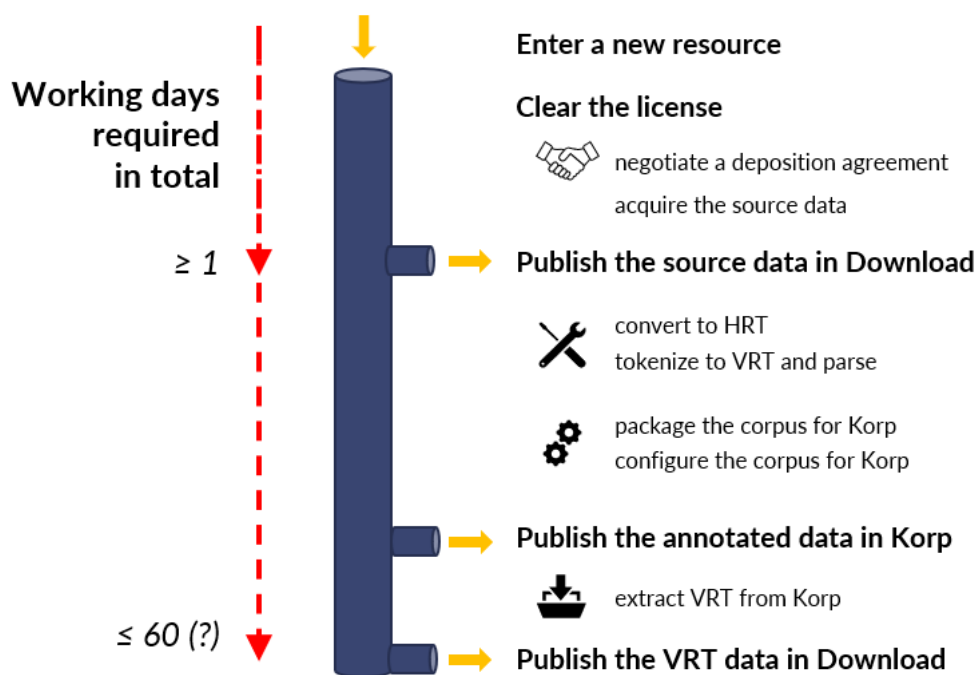 Working days
required
in total
≥ 1
≤ 60 (?)
Enter a new resource
Clear the license
negotiate a deposition agreement
acquire the source data
Publish the source data in Download
convert to HRT
tokenize to VRT and parse
package the corpus for Korp
configure the corpus for Korp
Publish the annotated data in Korp
extract VRT from Korp
Publish the VRT data in Download